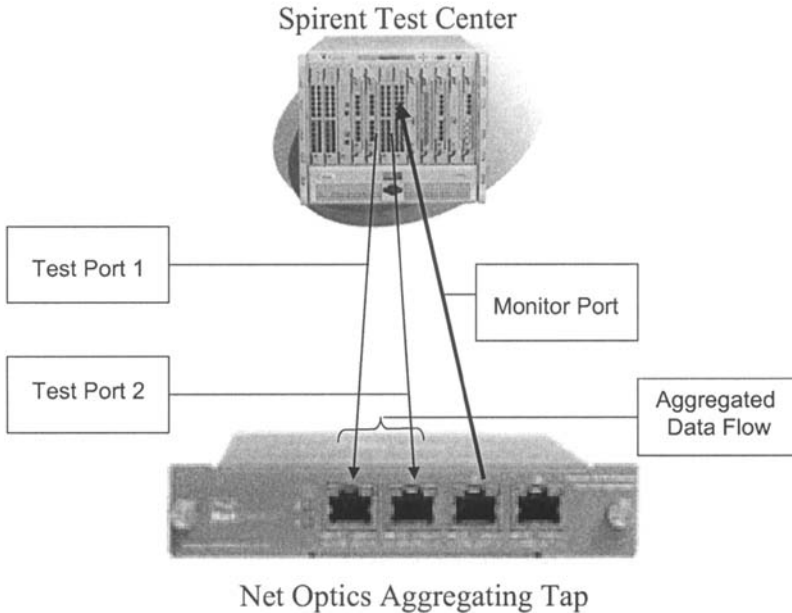 Spirent Test Center
Test Port 1
Monitor Port
Test Port 2
Aggregated
Data Flow
Net Optics Aggregating Tap